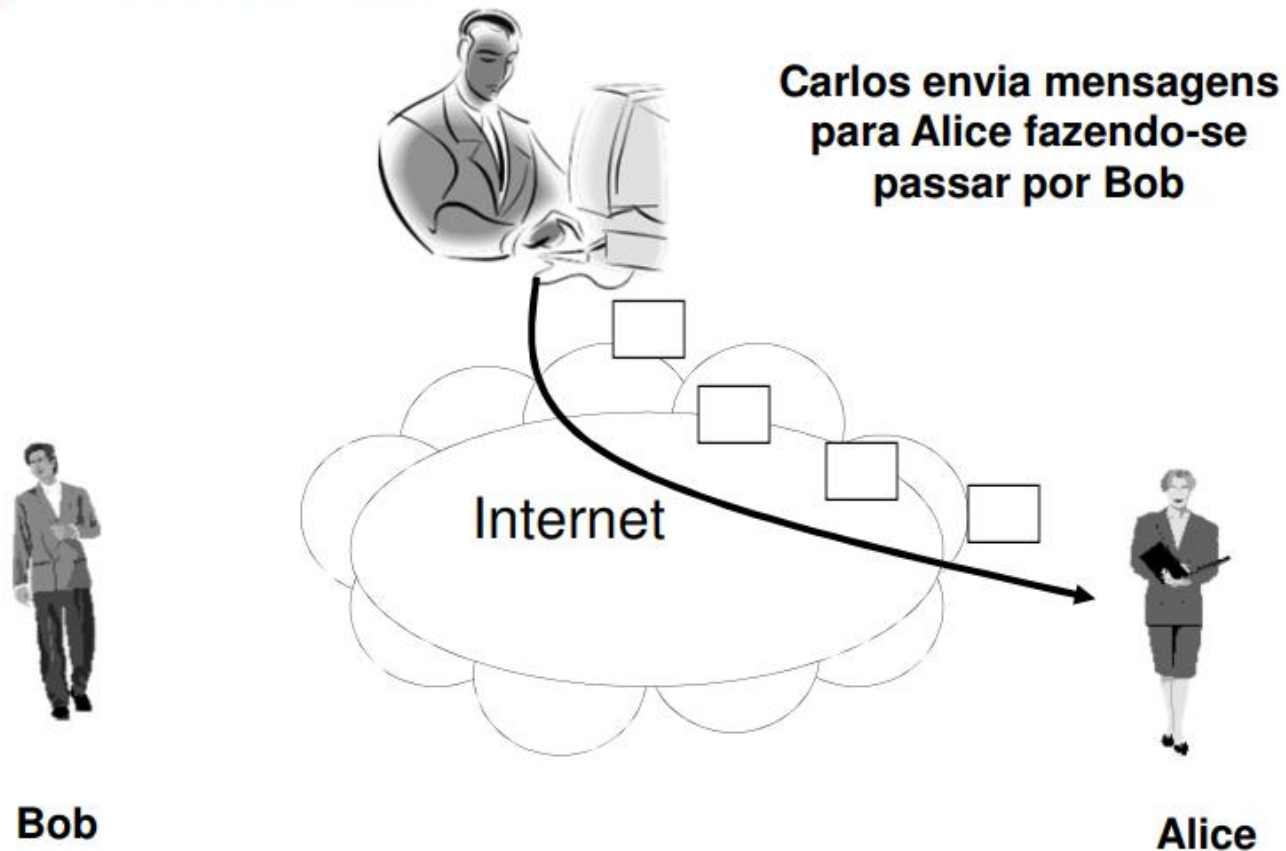 Carlos envia mensagens
para Alice fazendo-se
passar por Bob
Internet
Bob
Alice